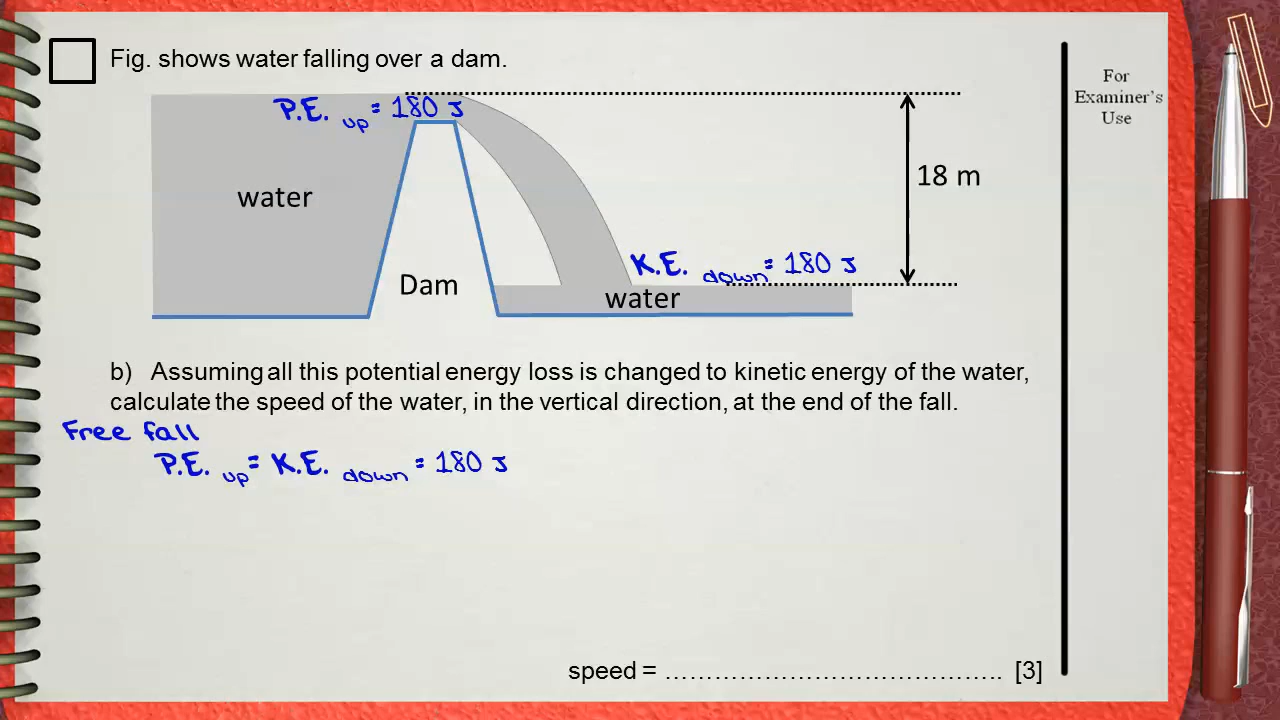 Fig. shows water falling over a dam.
For
Examiner's
Use
P.E. up = 180 J
18 m
water
K.E. down = 180 J
Dam
water
b) Assuming all this potential energy loss is changed to kinetic energy of the water,
calculate the speed of the water, in the vertical direction, at the end of the fall.
Free fall
P.E. up = K.E. down = 180 J
speed = ........................................ [3]